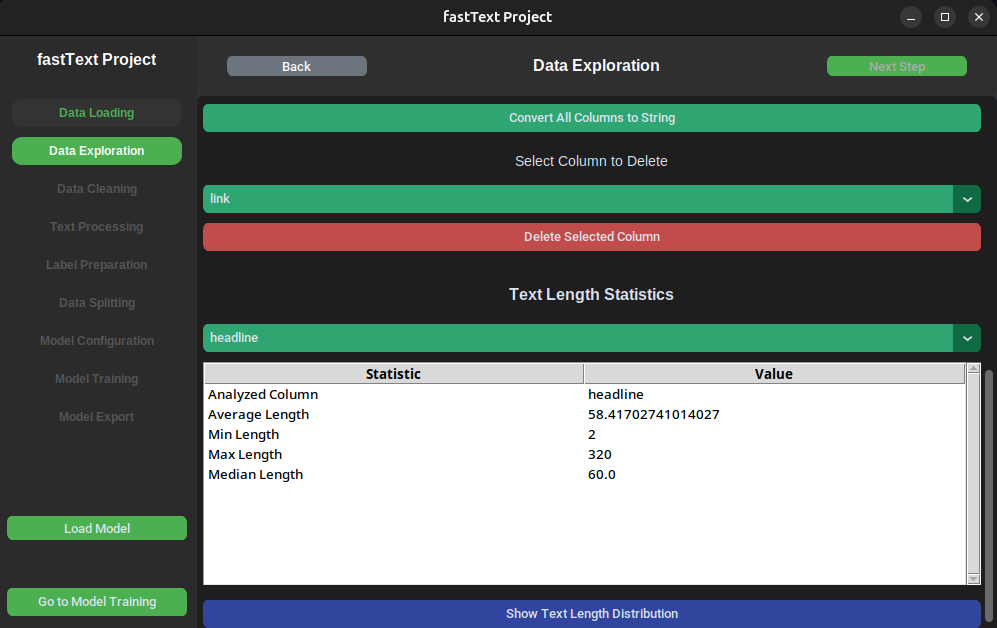 fastText Project
fastText Project
Data Loading
Data Exploration
Data Cleaning
Text Processing
Label Preparation
Data Splitting
Model Configuration
Model Training
Model Export
Load Model
Go to Model Training
Back
Data Exploration
Next Step
Convert All Columns to String
Select Column to Delete
link
Delete Selected Column
Text Length Statistics
headline
Statistic Value
Analyzed Column headline
Average Length 58.41702741014027
Min Length 2
Max Length 320
Median Length 60.0
Show Text Length Distribution